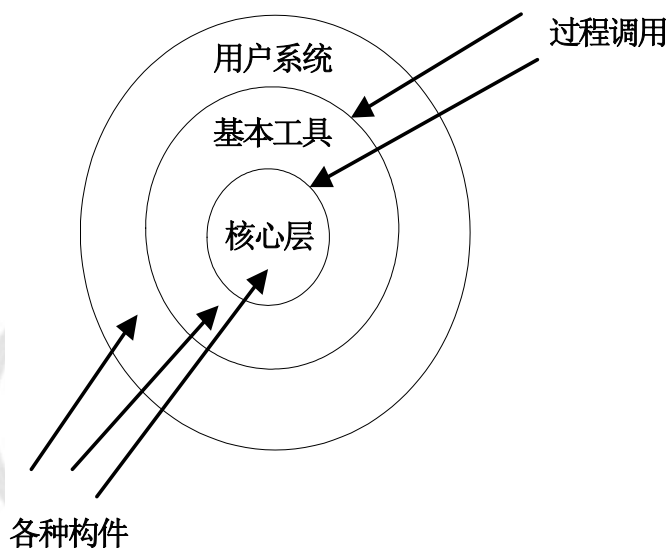 过程调用
用户系统
基本工具
核心层
各种构件